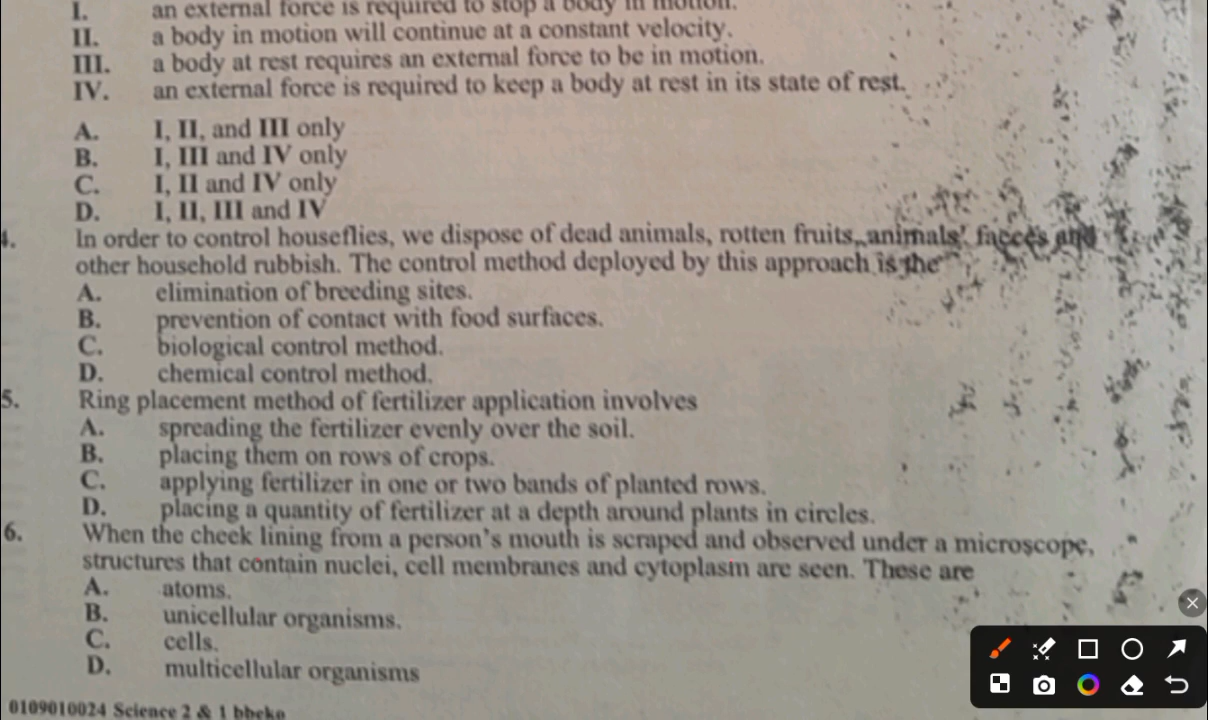 I. an external force is required to stop a body in motion.
II. a body in motion will continue at a constant velocity.
III. a body at rest requires an external force to be in motion.
IV. an external force is required to keep a body at rest in its state of rest.
A. I, II, and III only
B. I, III and IV only
C. I, II and IV only
D. I, II, III and IV
4. In order to control houseflies, we dispose of dead animals, rotten fruits, animals' faeces and
other household rubbish. The control method deployed by this approach is the
A. elimination of breeding sites.
B. prevention of contact with food surfaces.
C. biological control method.
D. chemical control method.
5. Ring placement method of fertilizer application involves
A. spreading the fertilizer evenly over the soil.
B. placing them on rows of crops.
C. applying fertilizer in one or two bands of planted rows.
D. placing a quantity of fertilizer at a depth around plants in circles.
6. When the cheek lining from a person's mouth is scraped and observed under a microscope,
structures that contain nuclei, cell membranes and cytoplasm are seen. These are
A. atoms.
B. unicellular organisms.
C. cells.
D. multicellular organisms
0109010024 Science 2 & 1 bbeko